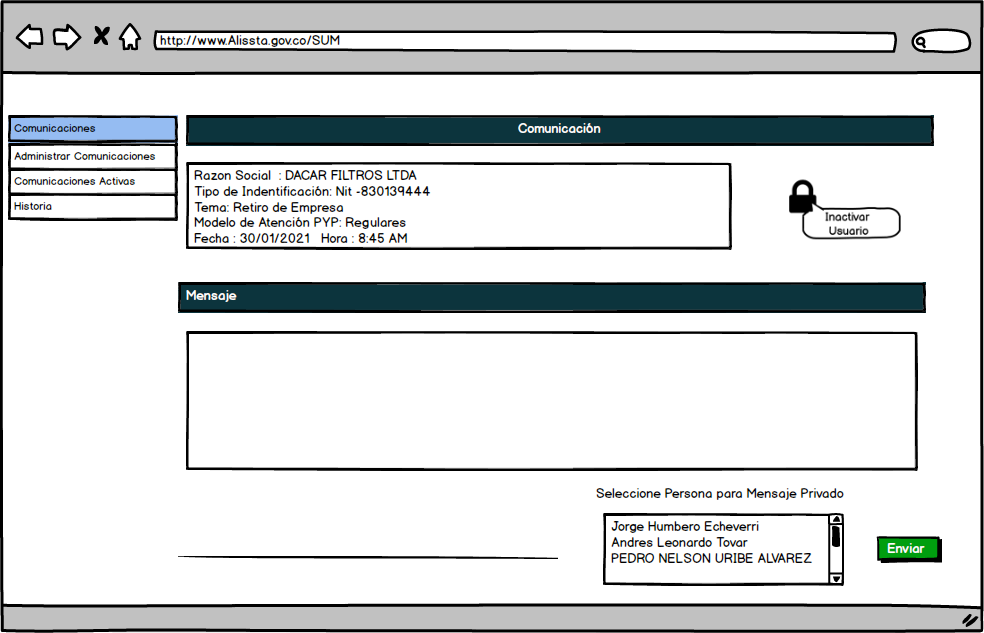 http://www.Alissta.gov.co/SUM
Comunicaciones
Administrar Comunicaciones
Comunicaciones Activas
Historia
Comunicación
Razon Social : DACAR FILTROS LTDA
Tipo de Indentificación: Nit -830139444
Tema: Retiro de Empresa
Modelo de Atención PYP: Regulares
Fecha : 30/01/2021 Hora : 8:45 AM
Inactivar
Usuario
Mensaje
Seleccione Persona para Mensaje Privado
Jorge Humbero Echeverri
Andres Leonardo Tovar
PEDRO NELSON URIBE ALVAREZ
Enviar